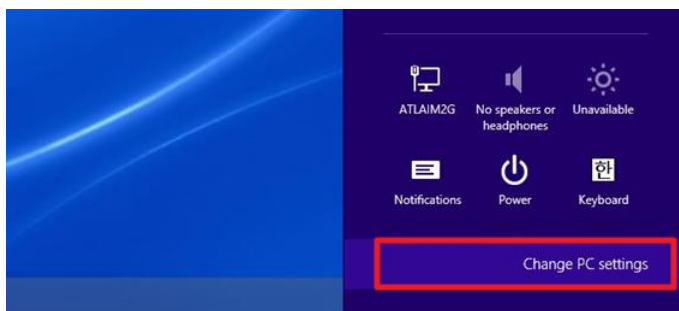 ATLAIM2G
No speakers or
headphones
Unavailable
Notifications
Power
한
Keyboard
Change PC settings